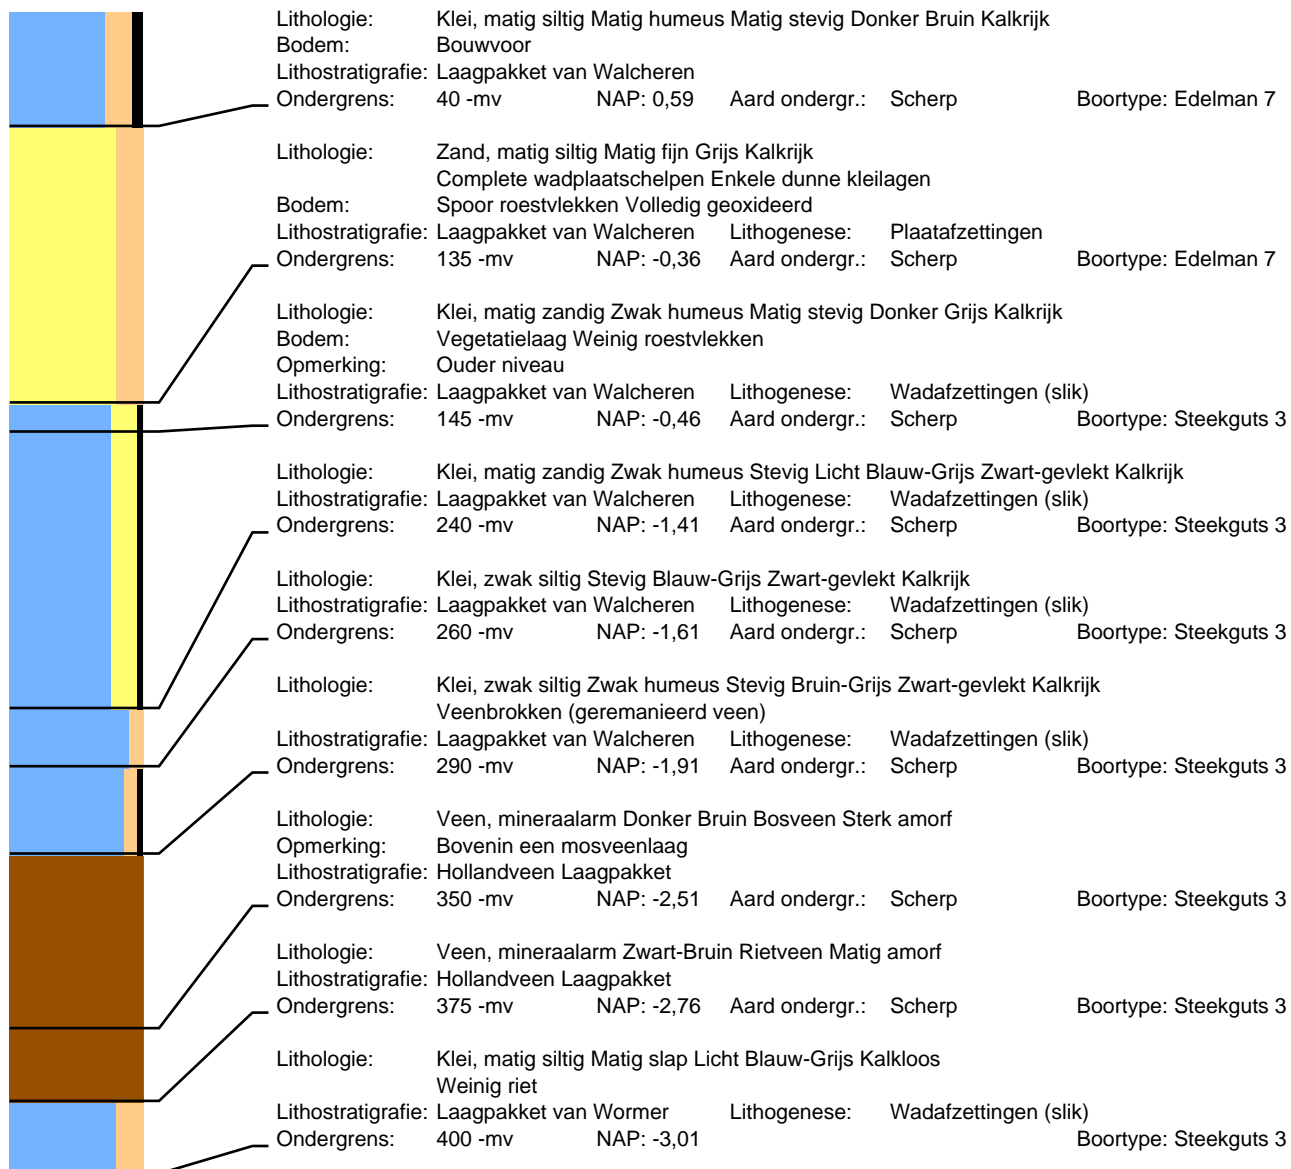 Lithologie: Klei, matig siltig Matig humeus Matig stevig Donker Bruin Kalkrijk
Bodem: Bouwvoor
Lithostratigrafie: Laagpakket van Walcheren
Ondergrens: 40 -mv NAP: 0,59 Aard ondergr.: Scherp Boortype: Edelman 7
Lithologie: Zand, matig siltig Matig fijn Grijs Kalkrijk
Complete wadplaatschelpen Enkele dunne kleilagen
Bodem: Spoor roestvlekken Volledig geoxideerd
Lithostratigrafie: Laagpakket van Walcheren Lithogenese: Plaatafzettingen
Ondergrens: 135 -mv NAP: -0,36 Aard ondergr.: Scherp Boortype: Edelman 7
Lithologie: Klei, matig zandig Zwak humeus Matig stevig Donker Grijs Kalkrijk
Bodem: Vegetatielaag Weinig roestvlekken
Opmerking: Ouder niveau
Lithostratigrafie: Laagpakket van Walcheren Lithogenese: Wadafzettingen (slik)
Ondergrens: 145 -mv NAP: -0,46 Aard ondergr.: Scherp Boortype: Steekguts 3
Lithologie: Klei, matig zandig Zwak humeus Stevig Licht Blauw-Grijs Zwart-gevlekt Kalkrijk
Lithostratigrafie: Laagpakket van Walcheren Lithogenese: Wadafzettingen (slik)
Ondergrens: 240 -mv NAP: -1,41 Aard ondergr.: Scherp Boortype: Steekguts 3
Lithologie: Klei, zwak siltig Stevig Blauw-Grijs Zwart-gevlekt Kalkrijk
Lithostratigrafie: Laagpakket van Walcheren Lithogenese: Wadafzettingen (slik)
Ondergrens: 260 -mv NAP: -1,61 Aard ondergr.: Scherp Boortype: Steekguts 3
Lithologie: Klei, zwak siltig Zwak humeus Stevig Bruin-Grijs Zwart-gevlekt Kalkrijk
Veenbrokken (geremanieerd veen)
Lithostratigrafie: Laagpakket van Walcheren Lithogenese: Wadafzettingen (slik)
Ondergrens: 290 -mv NAP: -1,91 Aard ondergr.: Scherp Boortype: Steekguts 3
Lithologie: Veen, mineraalarm Donker Bruin Bosveen Sterk amorf
Opmerking: Bovenin een mosveenlaag
Lithostratigrafie: Hollandveen Laagpakket
Ondergrens: 350 -mv NAP: -2,51 Aard ondergr.: Scherp Boortype: Steekguts 3
Lithologie: Veen, mineraalarm Zwart-Bruin Rietveen Matig amorf
Lithostratigrafie: Hollandveen Laagpakket
Ondergrens: 375 -mv NAP: -2,76 Aard ondergr.: Scherp Boortype: Steekguts 3
Lithologie: Klei, matig siltig Matig slap Licht Blauw-Grijs Kalkloos
Weinig riet
Lithostratigrafie: Laagpakket van Wormer Lithogenese: Wadafzettingen (slik)
Ondergrens: 400 -mv NAP: -3,01 Boortype: Steekguts 3